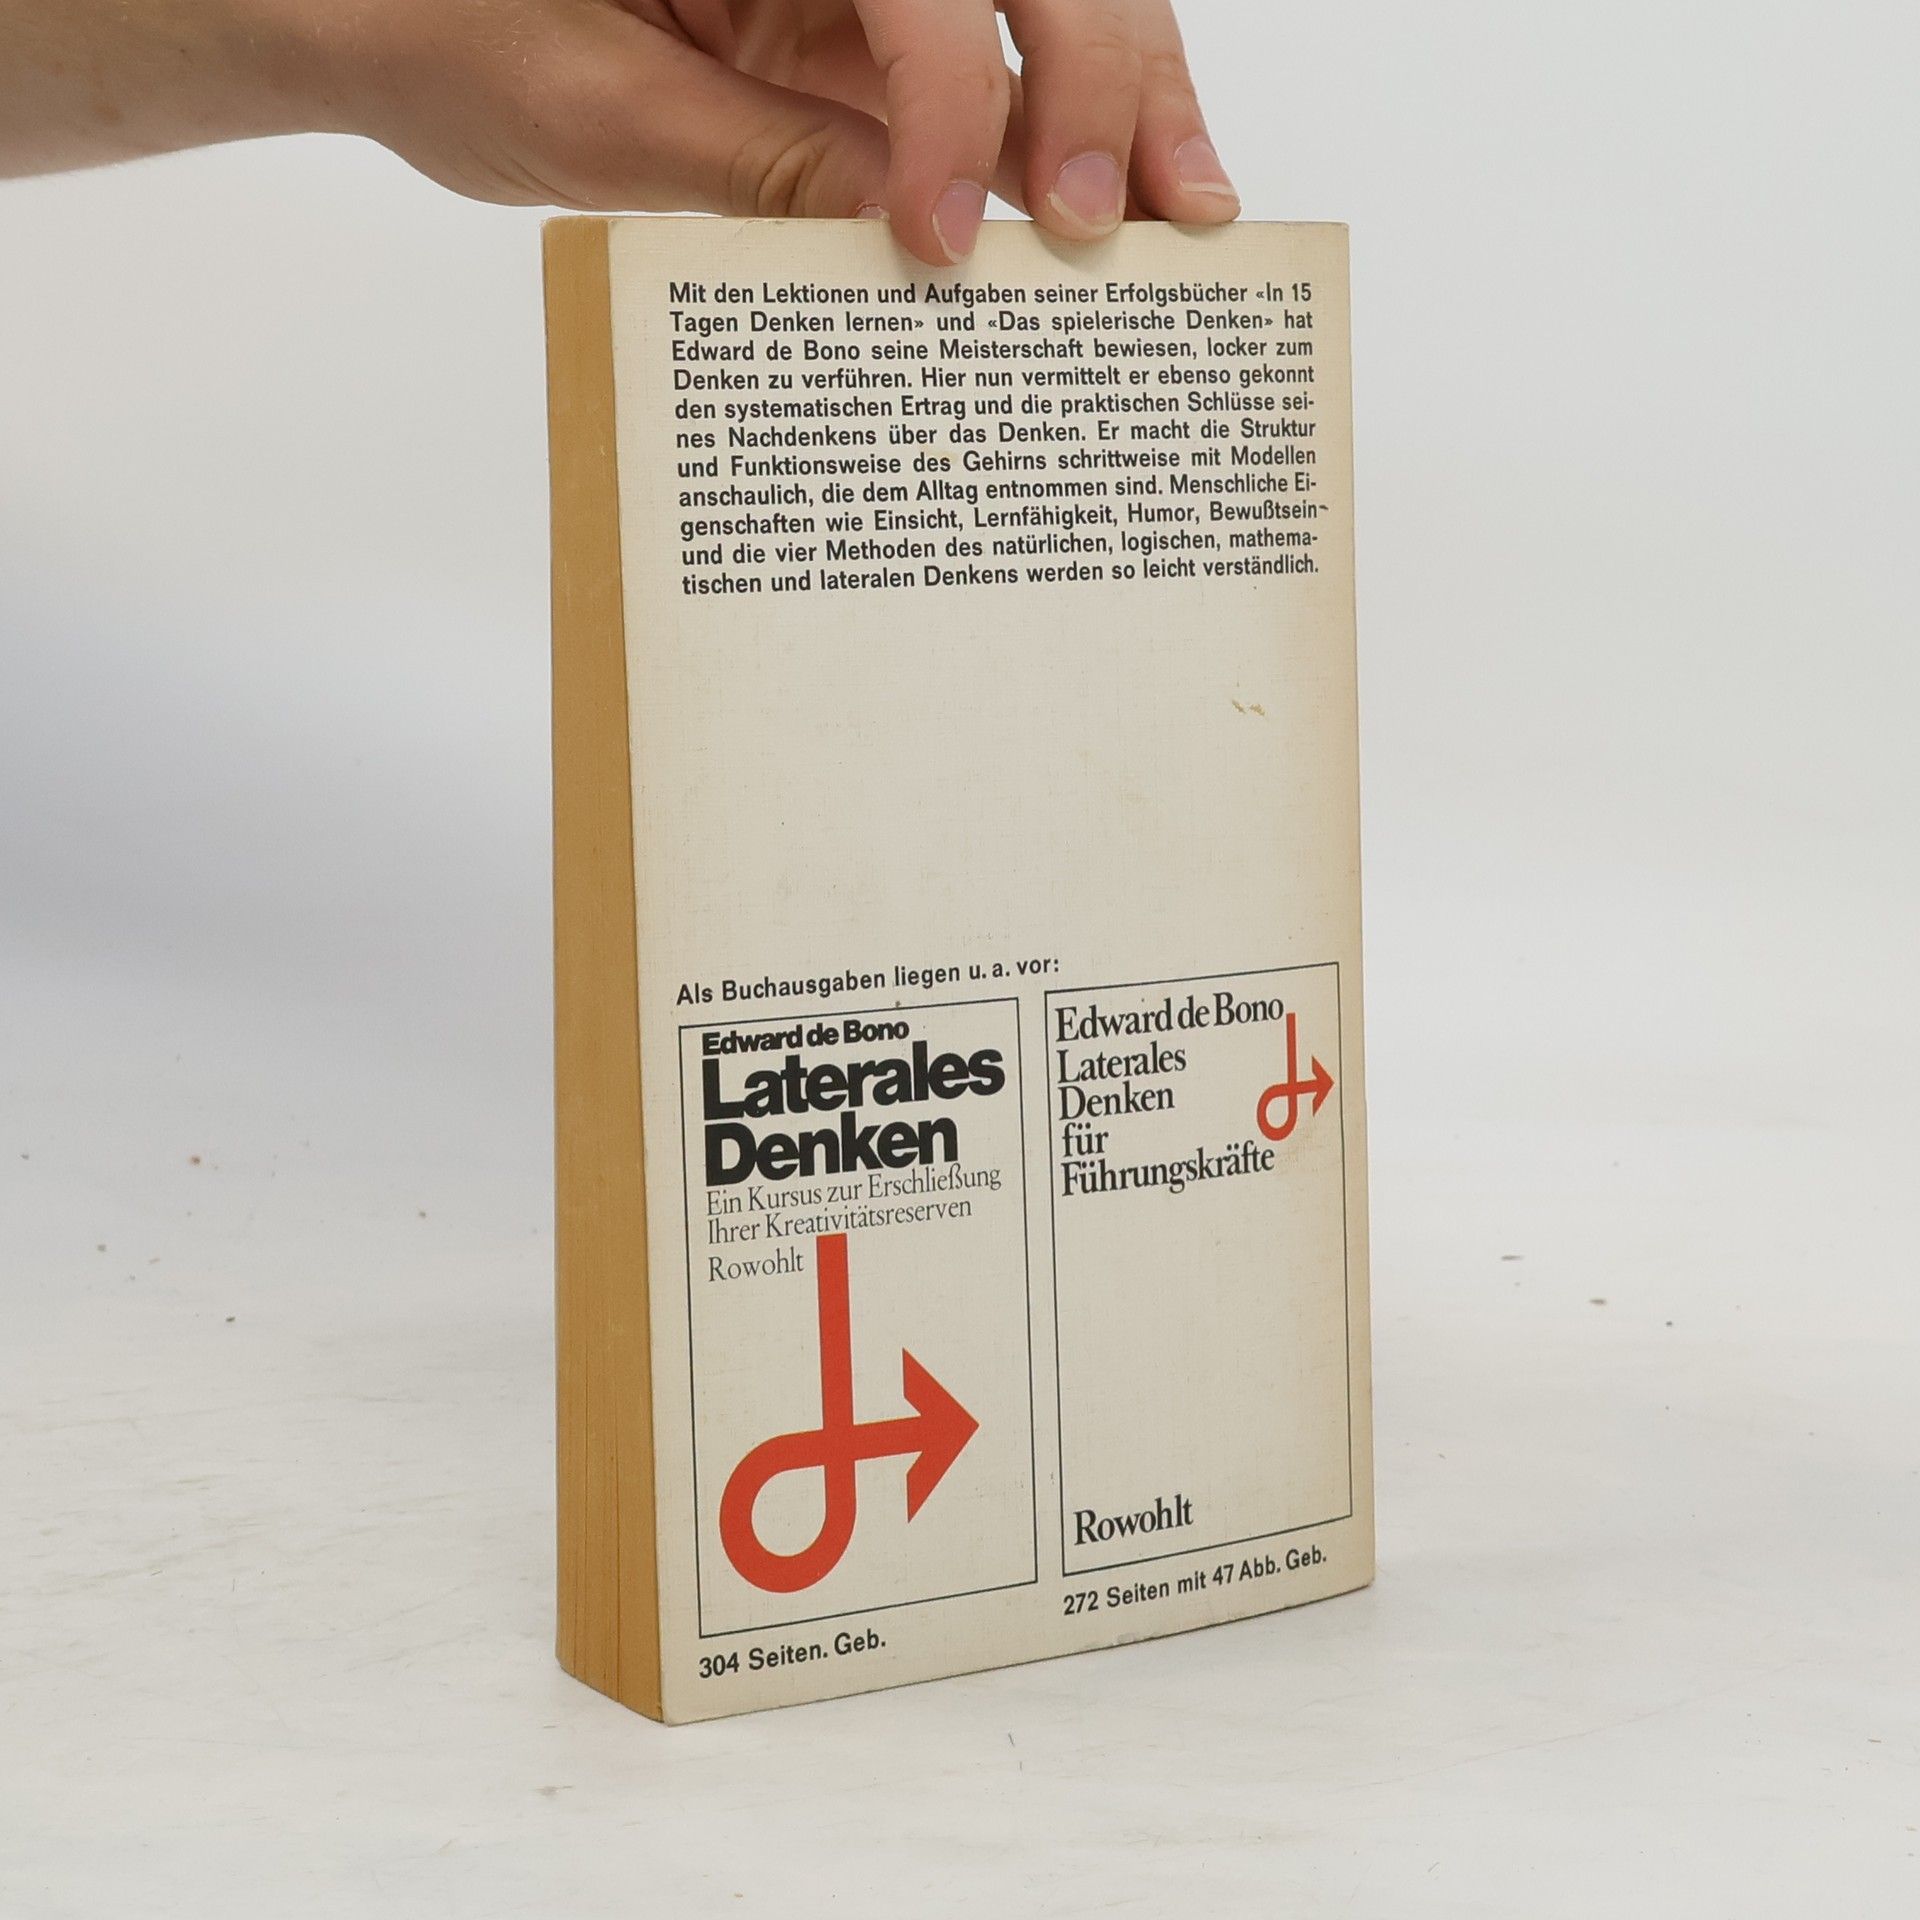 Mit den Lektionen und Aufgaben seiner Erfolgsbücher «In 15
Tagen Denken lernen» und «Das spielerische Denken» hat
Edward de Bono seine Meisterschaft bewiesen, locker zum
Denken zu verführen. Hier nun vermittelt er ebenso gekonnt
den systematischen Ertrag und die praktischen Schlüsse sei-
nes Nachdenkens über das Denken. Er macht die Struktur
und Funktionsweise des Gehirns schrittweise mit Modellen
anschaulich, die dem Alltag entnommen sind. Menschliche Ei-
genschaften wie Einsicht, Lernfähigkeit, Humor, Bewußtsein
und die vier Methoden des natürlichen, logischen, mathema-
tischen und lateralen Denkens werden so leicht verständlich.
Als Buchausgaben liegen u. a. vor:
Edward de Bono
Laterales
Denken
Ein Kursus zur Erschließung
Ihrer Kreativitätsreserven
Rowohlt
304 Seiten. Geb.
Edward de Bono
Laterales
Denken
für
Führungskräfte
Rowohlt
272 Seiten mit 47 Abb. Geb.